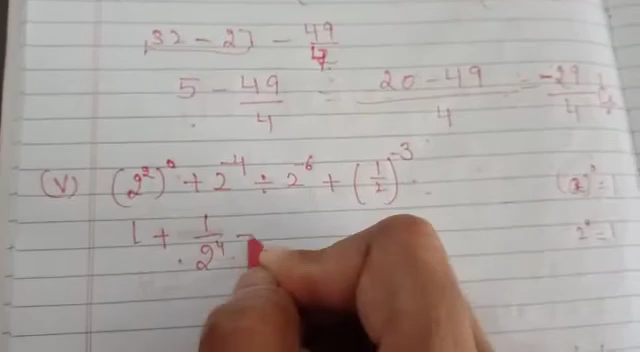 32 - 27 - 49/4
5 - 49/4 = (20 - 49)/4 = -29/4
(V) (2²)⁰ + 2⁻⁴ ÷ 2⁻⁶ + (1/2)⁻³ (a)⁰ = 1
1 + 1/2⁴ 2⁰ = 1